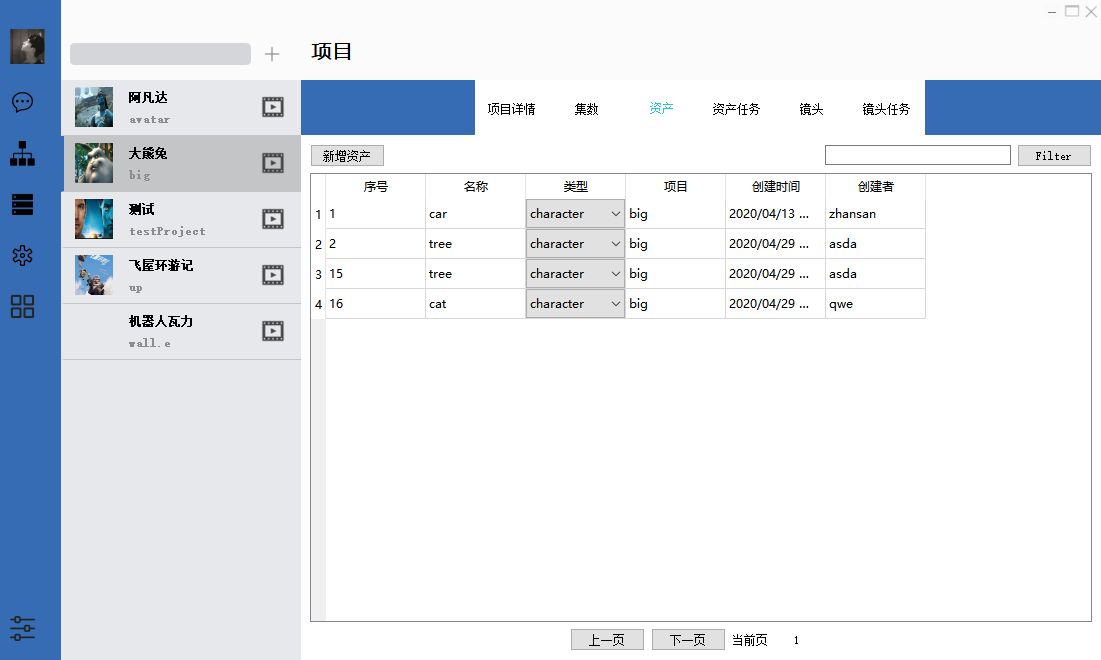 项目
阿凡达
avatar
大熊兔
big
测试
testProject
飞屋环游记
up
机器人瓦力
wall.e
项目详情 集数 资产 资产任务 镜头 镜头任务
新增资产 Filter
序号 名称 类型 项目 创建时间 创建者
1 1 car character big 2020/04/13 ... zhansan
2 2 tree character big 2020/04/29 ... asda
3 15 tree character big 2020/04/29 ... asda
4 16 cat character big 2020/04/29 ... qwe
上一页 下一页 当前页 1